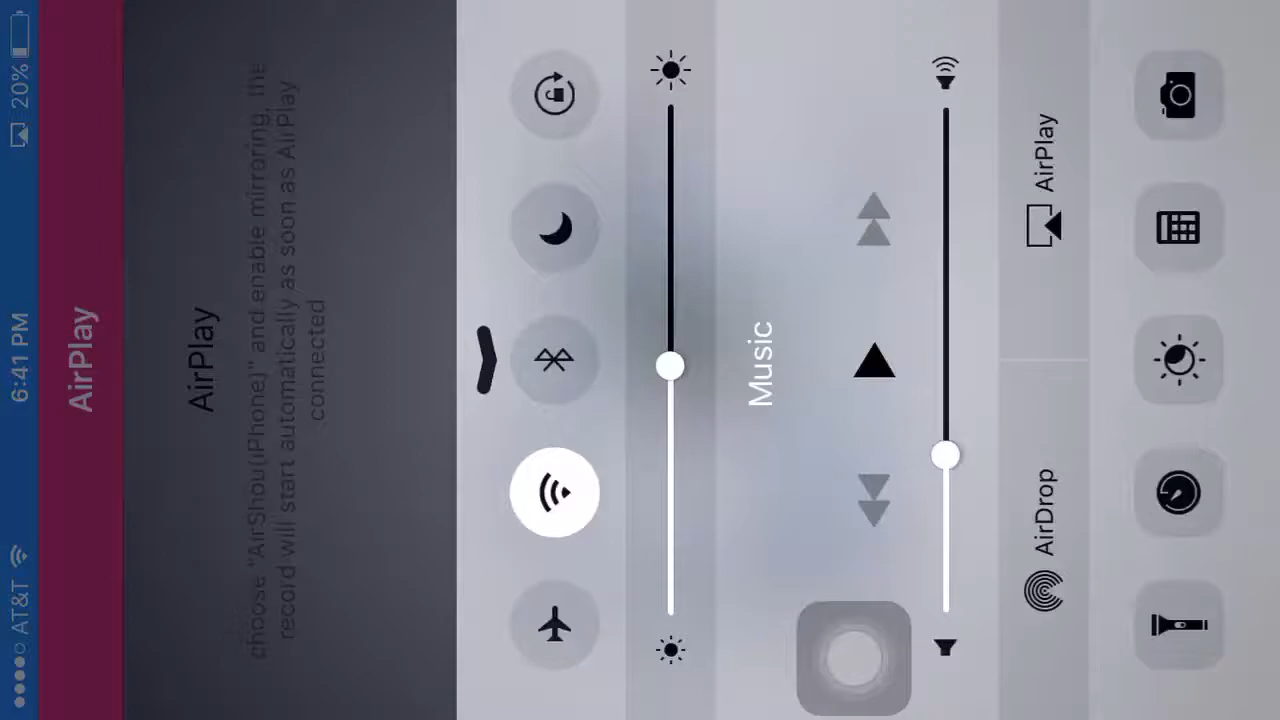 AT&T 6:41 PM 20%
AirPlay
AirPlay
choose "AirShou(iPhone)" and enable mirroring, the
record will start automatically as soon as AirPlay
connected
Music
AirDrop
AirPlay